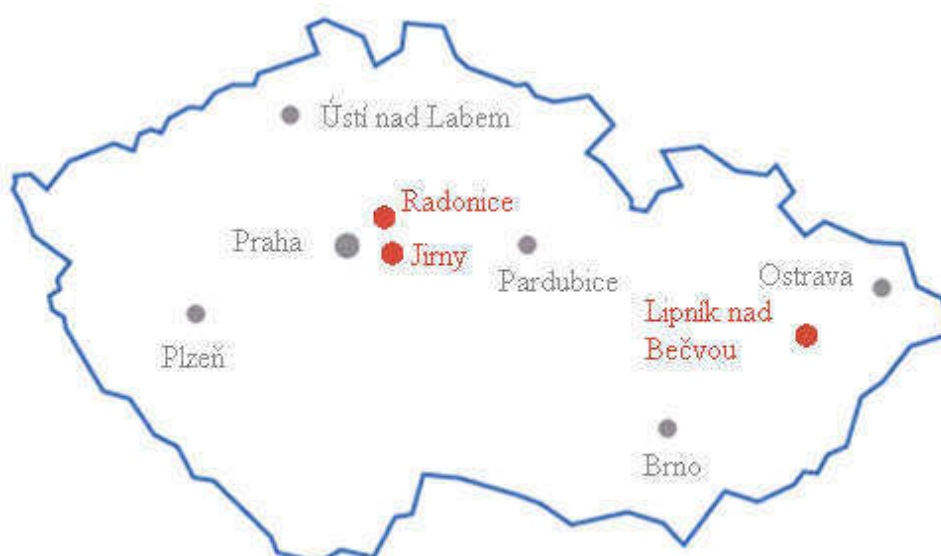 Ústí nad Labem
Radonice
Praha
Jirny
Pardubice
Ostrava
Lipník nad
Bečvou
Plzeň
Brno